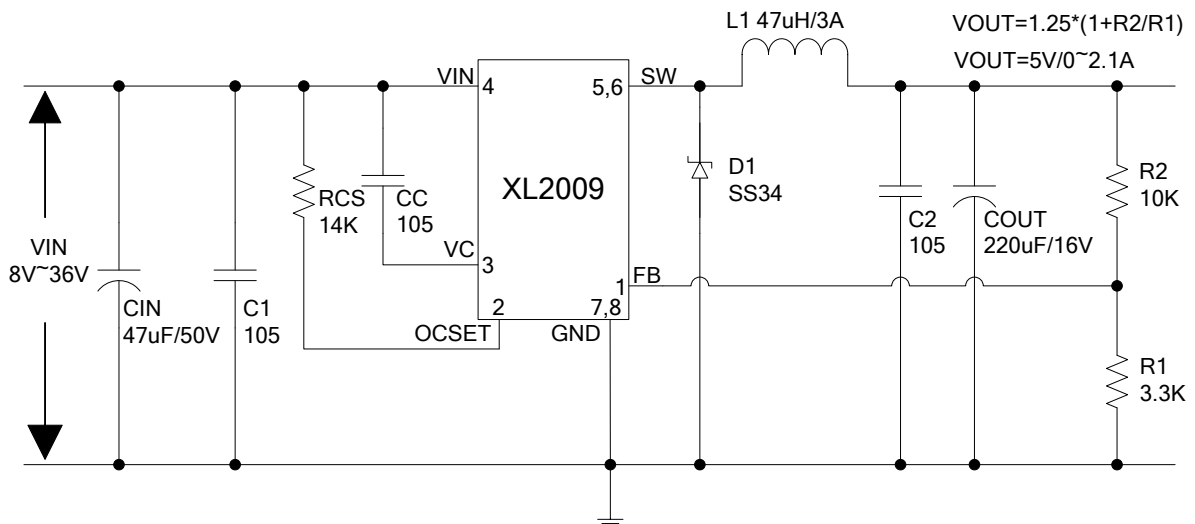 L1 47uH/3A
VOUT=1.25*(1+R2/R1)
VOUT=5V/0~2.1A
VIN
4
5,6
SW
XL2009
RCS
14K
CC
105
VC
3
D1
SS34
C2
105
COUT
220uF/16V
R2
10K
VIN
8V~36V
CIN
47uF/50V
C1
105
2
OCSET
7,8
GND
1
FB
R1
3.3K